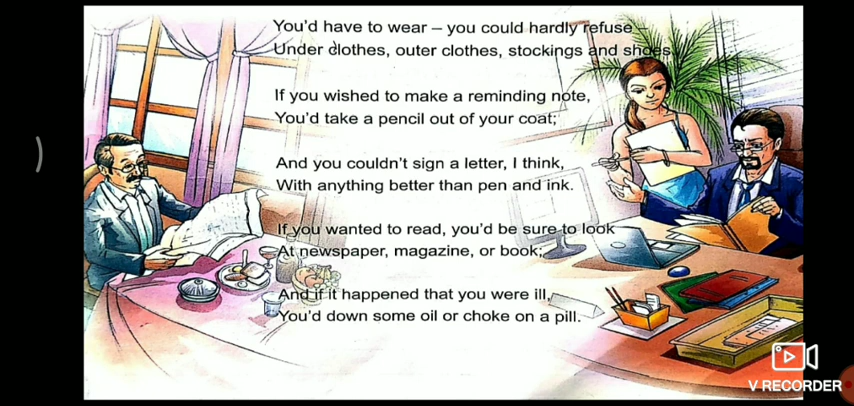 You'd have to wear – you could hardly refuse
Under clothes, outer clothes, stockings and shoes
If you wished to make a reminding note,
You'd take a pencil out of your coat;
And you couldn't sign a letter, I think,
With anything better than pen and ink.
If you wanted to read, you'd be sure to look
At newspaper, magazine, or book;
And if it happened that you were ill,
You'd down some oil or choke on a pill.
V RECORDER